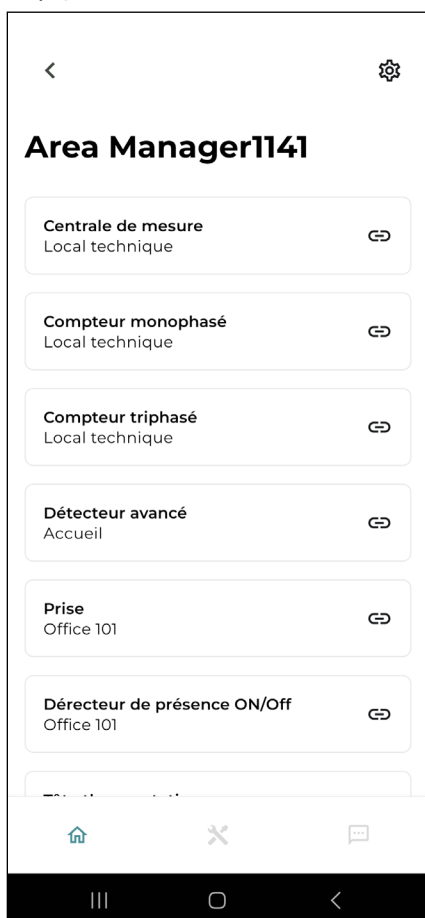 Area Manager1141
Centrale de mesure
Local technique
Compteur monophasé
Local technique
Compteur triphasé
Local technique
Détecteur avancé
Accueil
Prise
Office 101
Dérecteur de présence ON/Off
Office 101